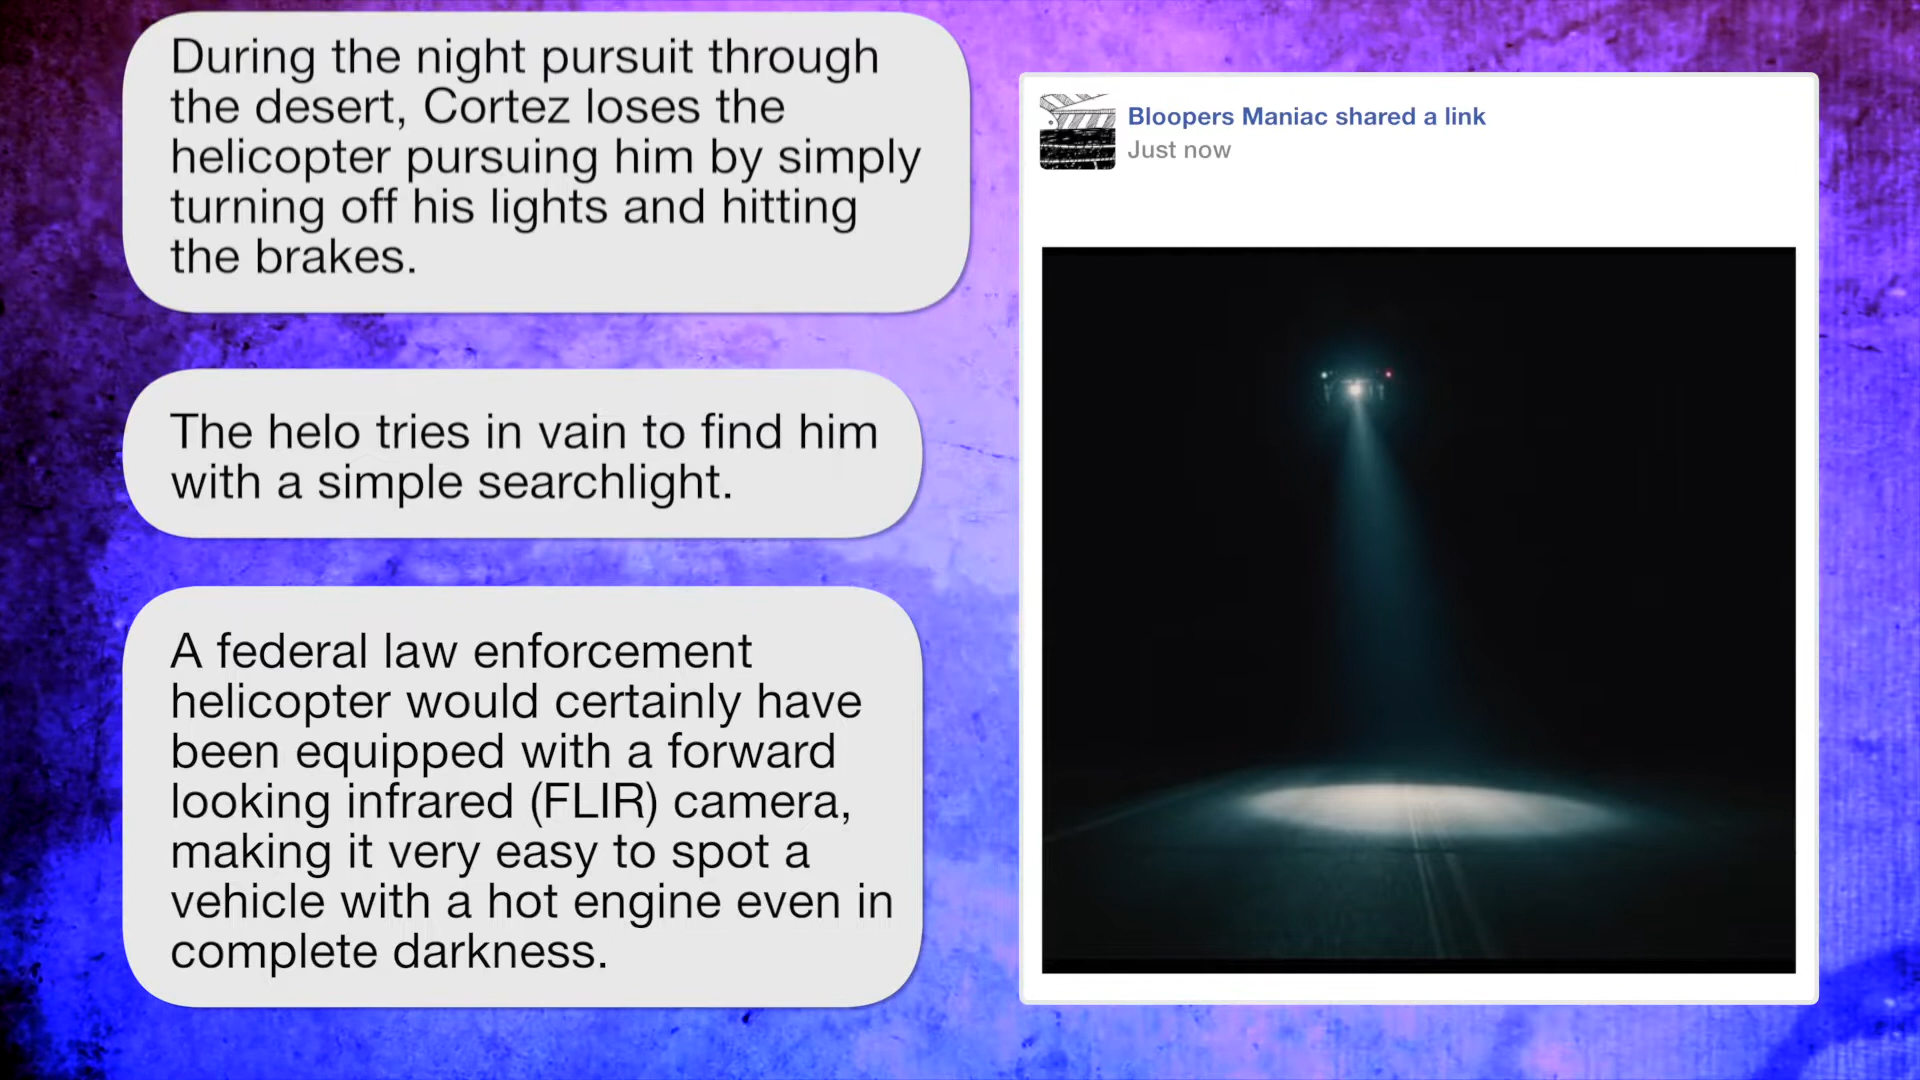 During the night pursuit through
the desert, Cortez loses the
helicopter pursuing him by simply
turning off his lights and hitting
the brakes.
The helo tries in vain to find him
with a simple searchlight.
A federal law enforcement
helicopter would certainly have
been equipped with a forward
looking infrared (FLIR) camera,
making it very easy to spot a
vehicle with a hot engine even in
complete darkness.
Bloopers Maniac shared a link
Just now